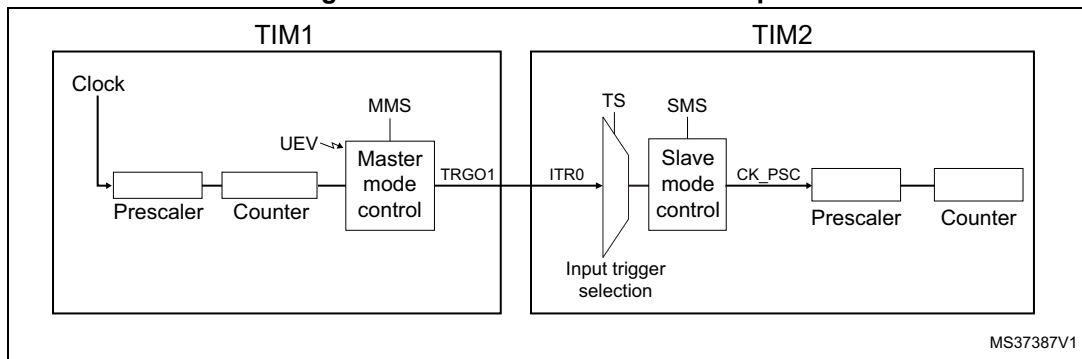 TIM1
TIM2
Clock
MMS
TS
SMS
UEV
Master
mode
control
Slave
mode
control
TRGO1
ITR0
CK_PSC
Prescaler
Counter
Prescaler
Counter
Input trigger
selection
MS37387V1